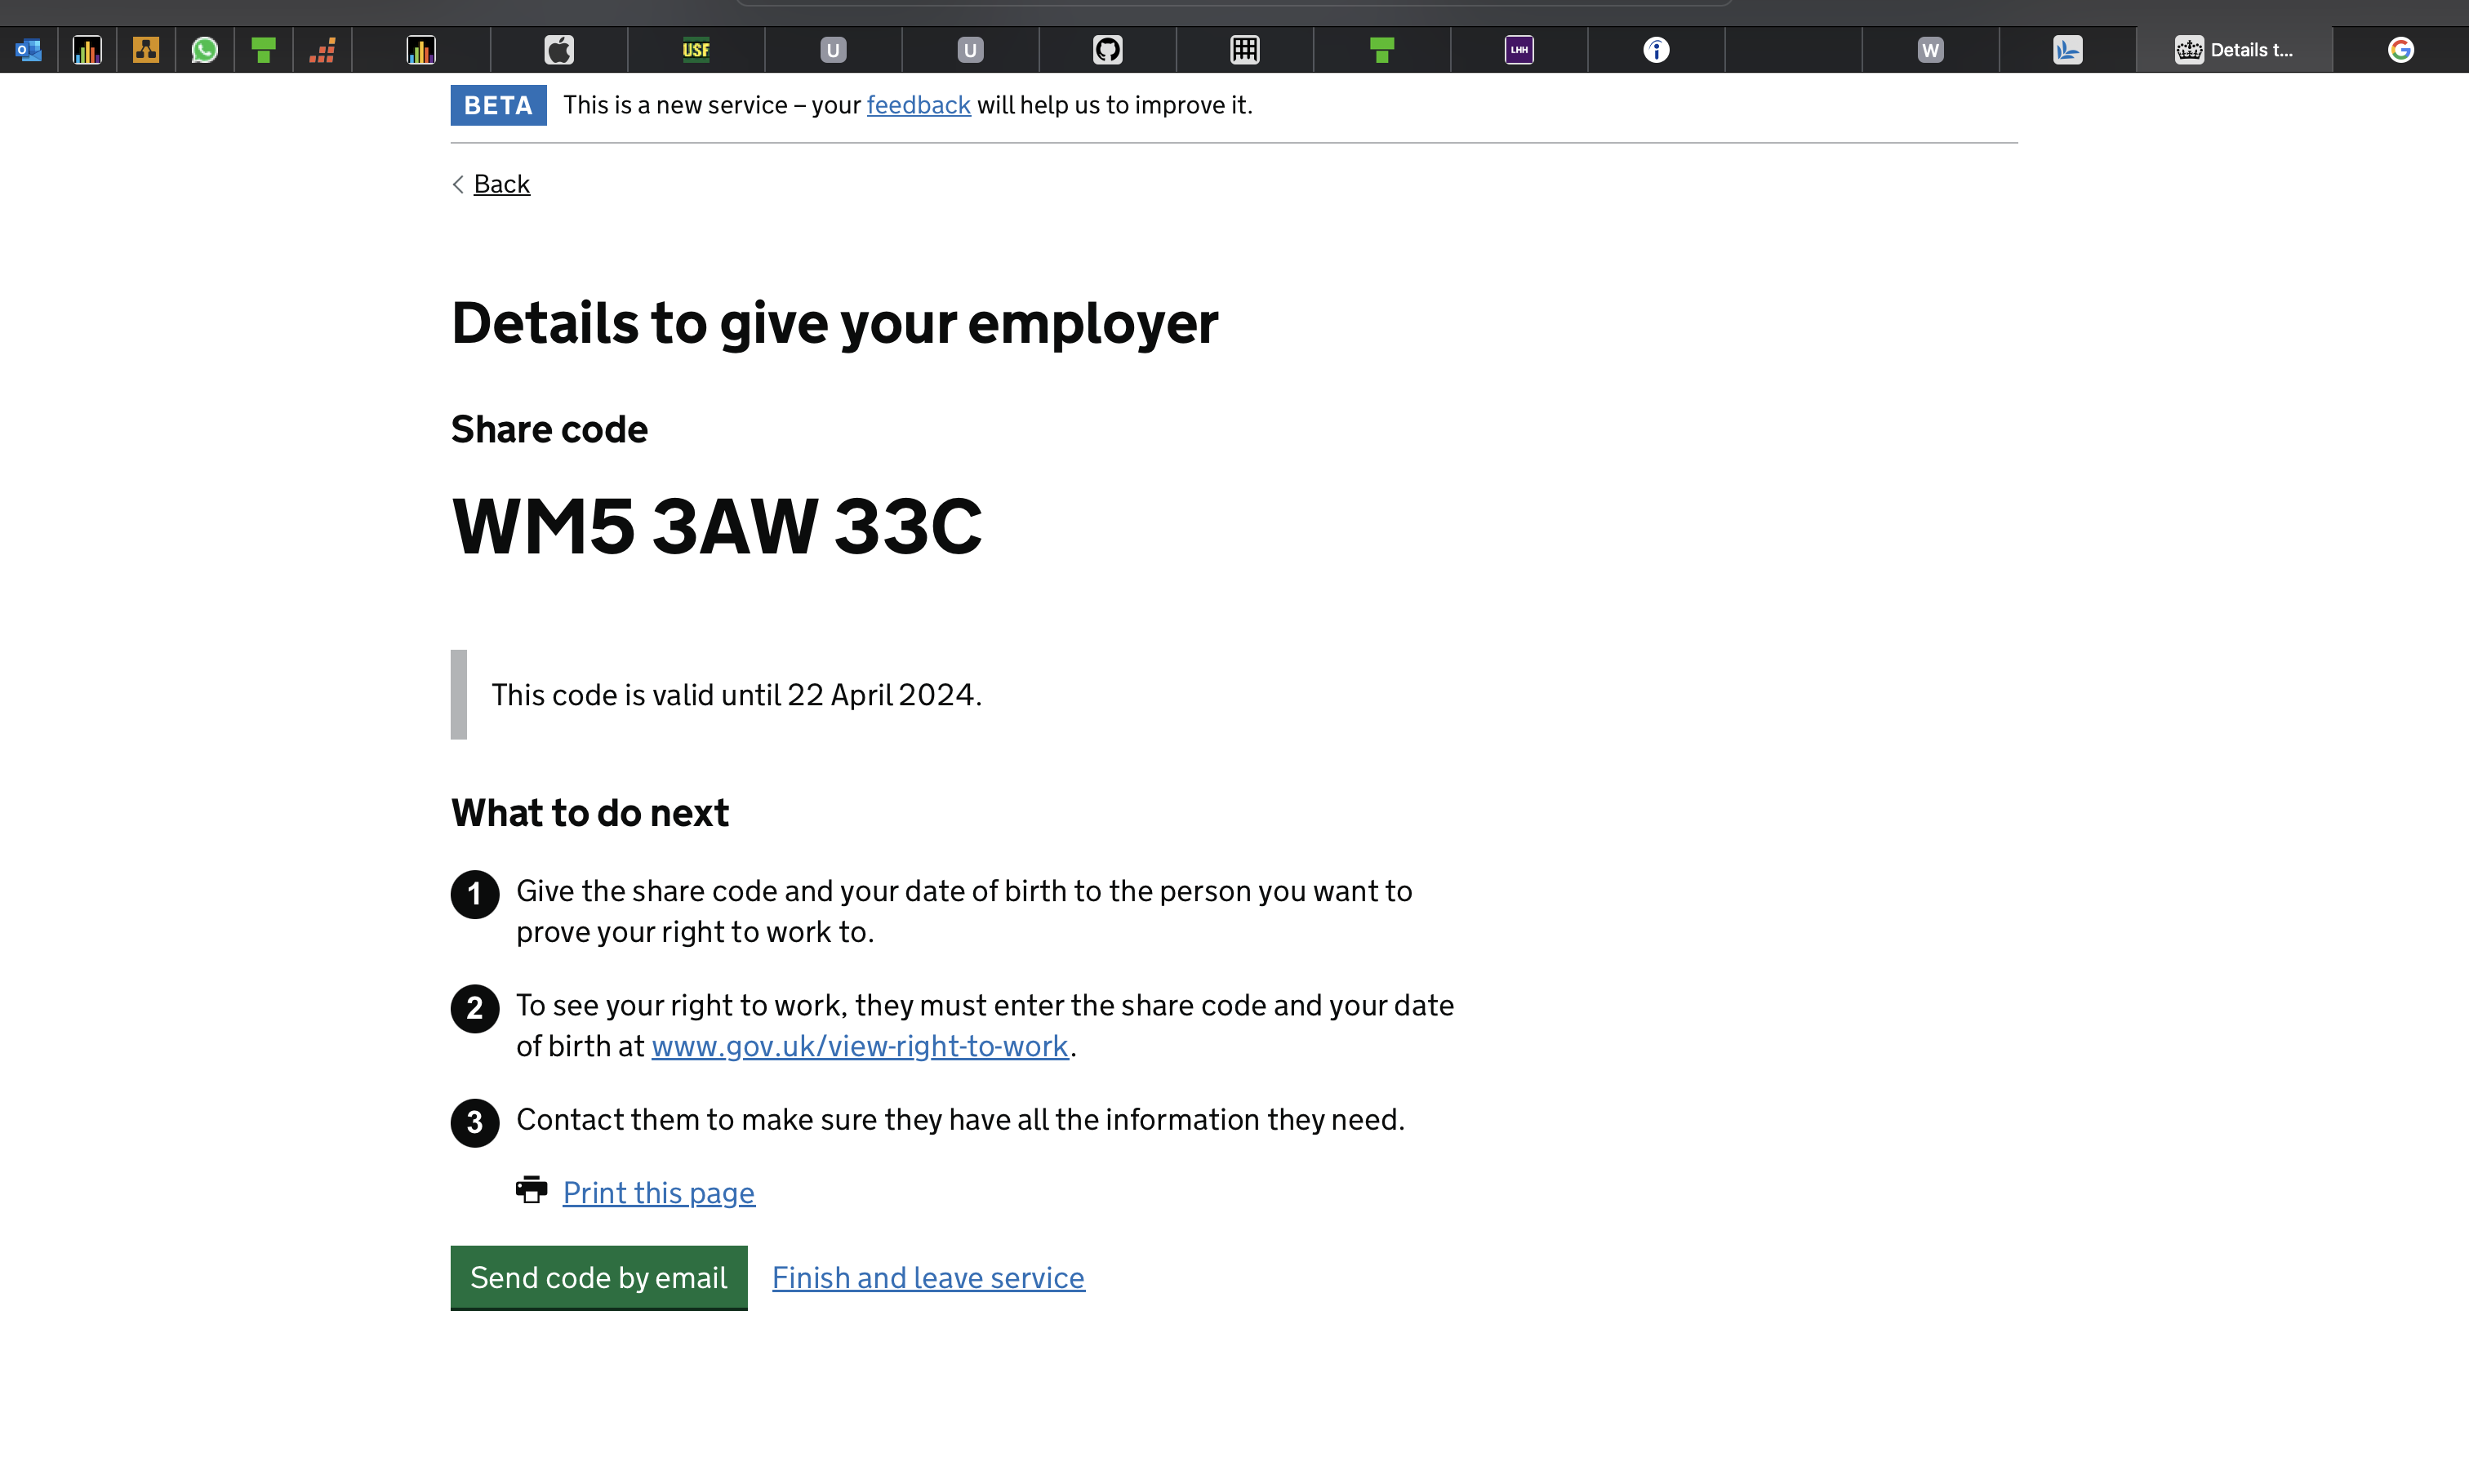 USF
U
U
LHH
W
Details t...
BETA This is a new service – your feedback will help us to improve it.
Back
Details to give your employer
Share code
WM5 3AW 33C
This code is valid until 22 April 2024.
What to do next
1 Give the share code and your date of birth to the person you want to
prove your right to work to.
2 To see your right to work, they must enter the share code and your date
of birth at www.gov.uk/view-right-to-work.
3 Contact them to make sure they have all the information they need.
Print this page
Send code by email Finish and leave service